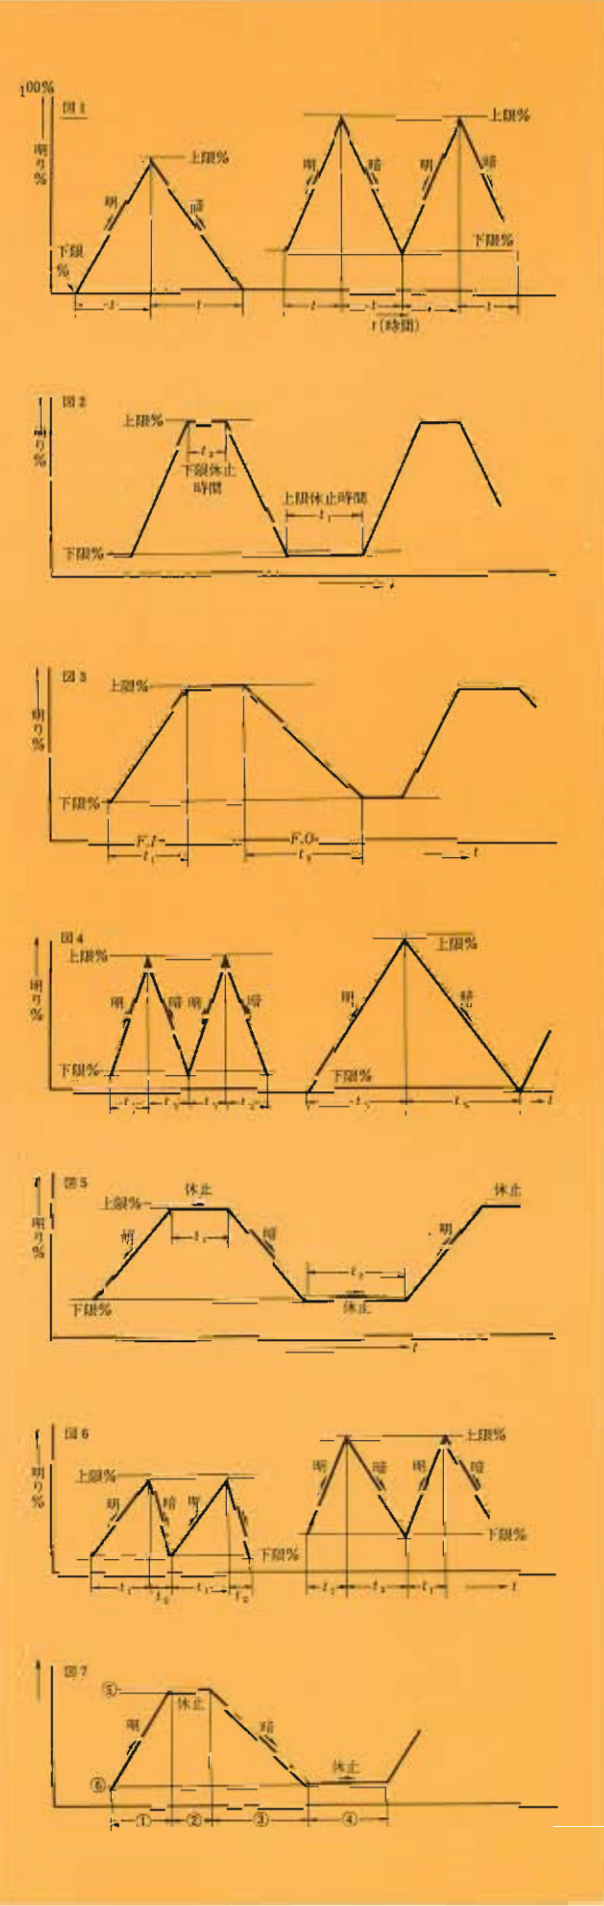 100%
図1
明り%
上限%
明
暗
下限
%
t
t
上限%
明
暗
明
暗
下限%
t
t
t
t(時間)
図2
明り%
上限%
下限休止
時間
上限休止時間
下限%
t
図3
明り%
上限%
下限%
F.I
F.O
t
図4
明り%
上限%
明
暗
明
暗
下限%
上限%
明
暗
下限%
t
図5
明り%
上限%
休止
明
暗
下限%
休止
明
休止
t
図6
明り%
上限%
明
暗
明
下限%
t₁
t₂
t₁
t₂
上限%
明
暗
明
暗
下限%
t
図7
⑤
休止
明
暗
休止
⑥
①
②
③
④